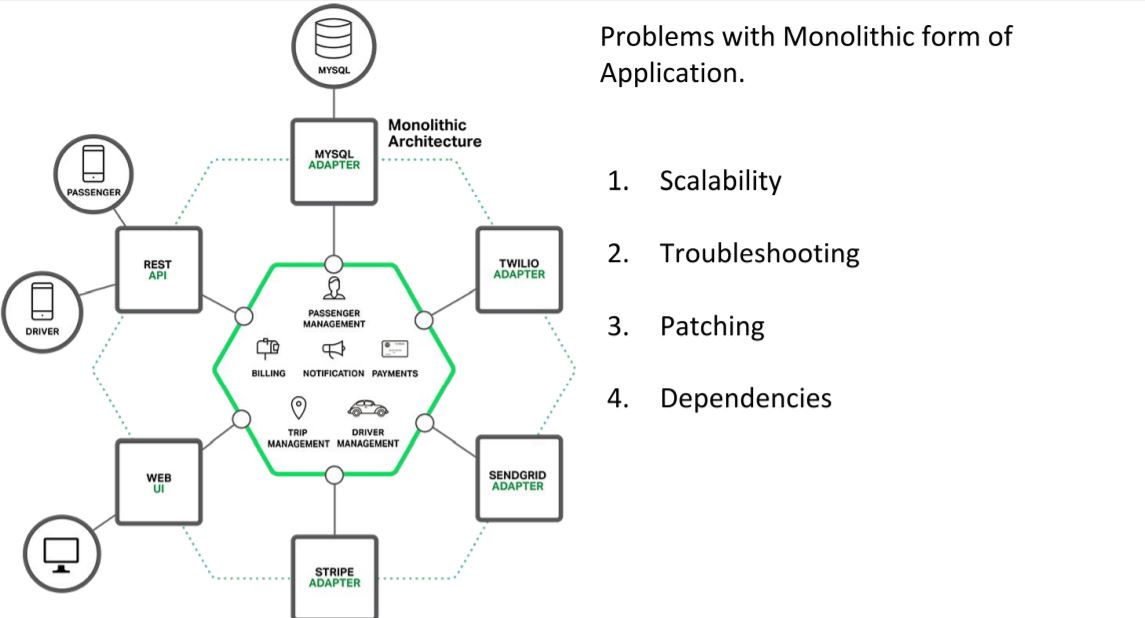 MYSQL
Monolithic
Architecture
MYSQL
ADAPTER
PASSENGER
REST
API
TWILIO
ADAPTER
DRIVER
PASSENGER
MANAGEMENT
BILLING
NOTIFICATION
PAYMENTS
TRIP
MANAGEMENT
DRIVER
MANAGEMENT
WEB
UI
SENDGRID
ADAPTER
STRIPE
ADAPTER
Problems with Monolithic form of
Application.
1. Scalability
2. Troubleshooting
3. Patching
4. Dependencies